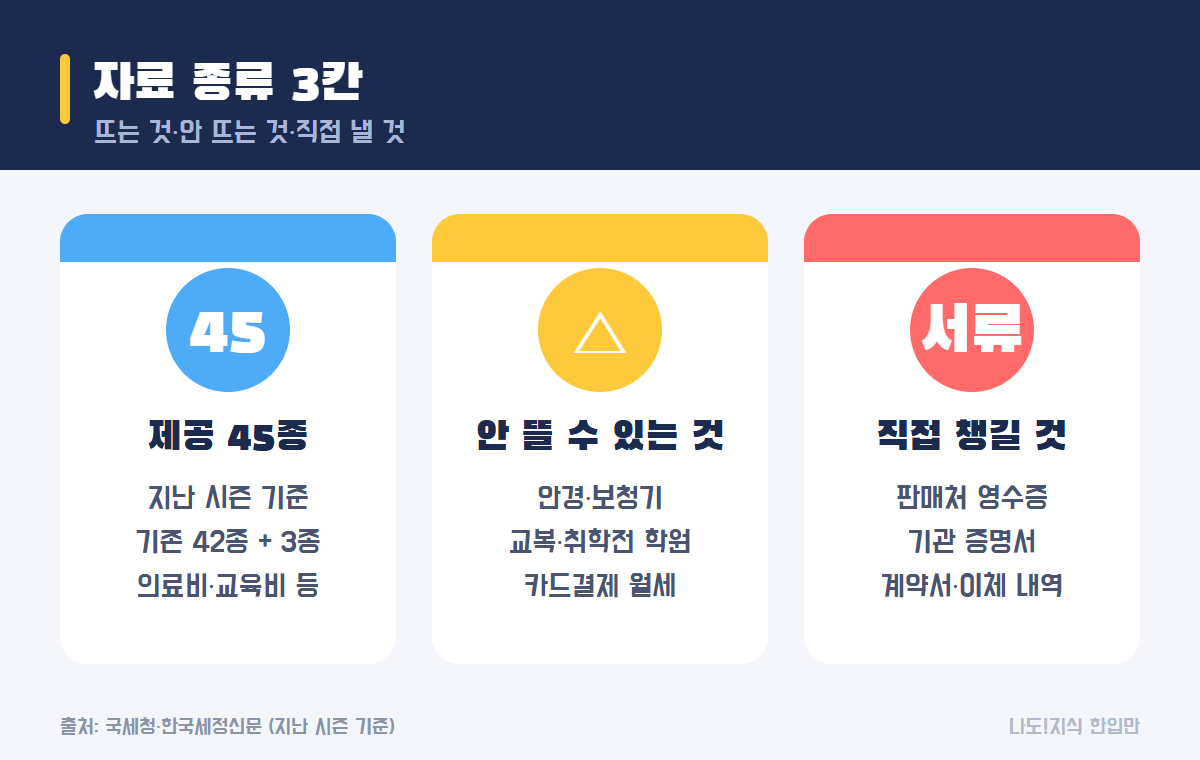 자료 종류 3칸
뜨는 것·안 뜨는 것·직접 낼 것
45
제공 45종
지난 시즌 기준
기존 42종 + 3종
의료비·교육비 등
△
안 뜰 수 있는 것
안경·보청기
교복·취학전 학원
카드결제 월세
서류
직접 챙길 것
판매처 영수증
기관 증명서
계약서·이체 내역
출처: 국세청·한국세정신문 (지난 시즌 기준)
나도!지식 한입만